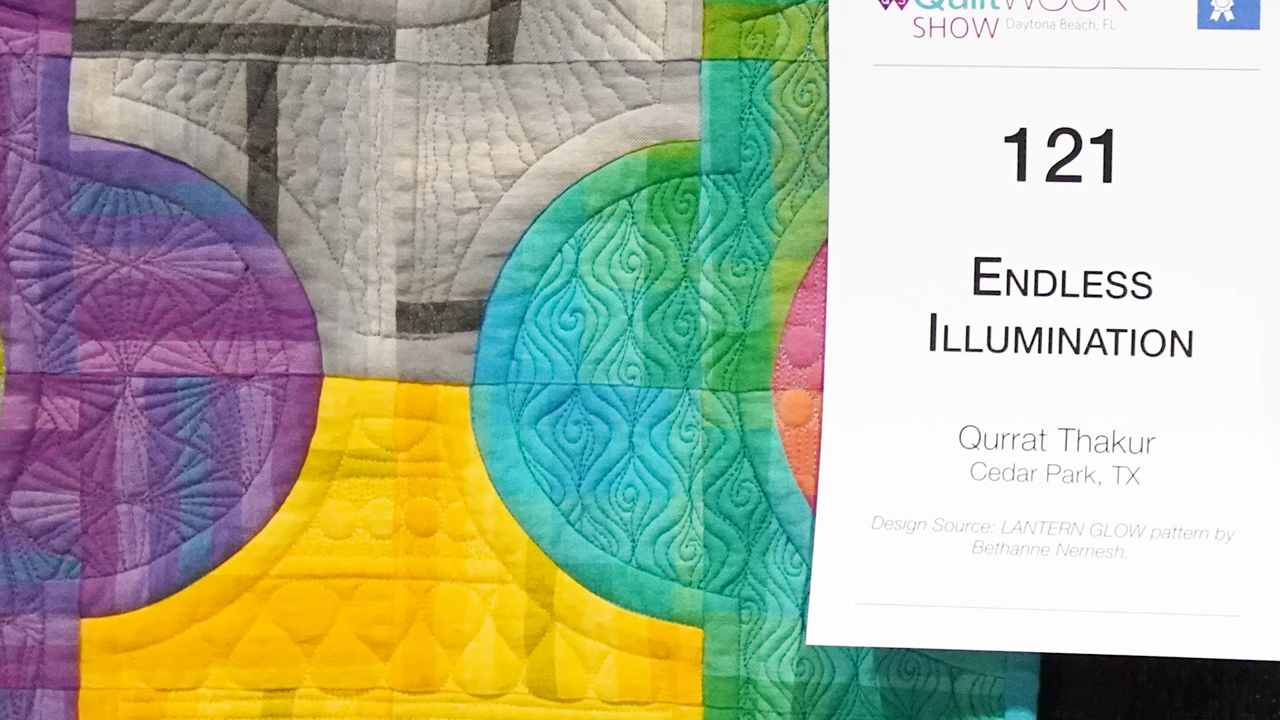 QuiltWEEK
SHOW Daytona Beach, FL
121
ENDLESS
ILLUMINATION
Qurrat Thakur
Cedar Park, TX
Design Source: LANTERN GLOW pattern by
Bethanne Nemesh.